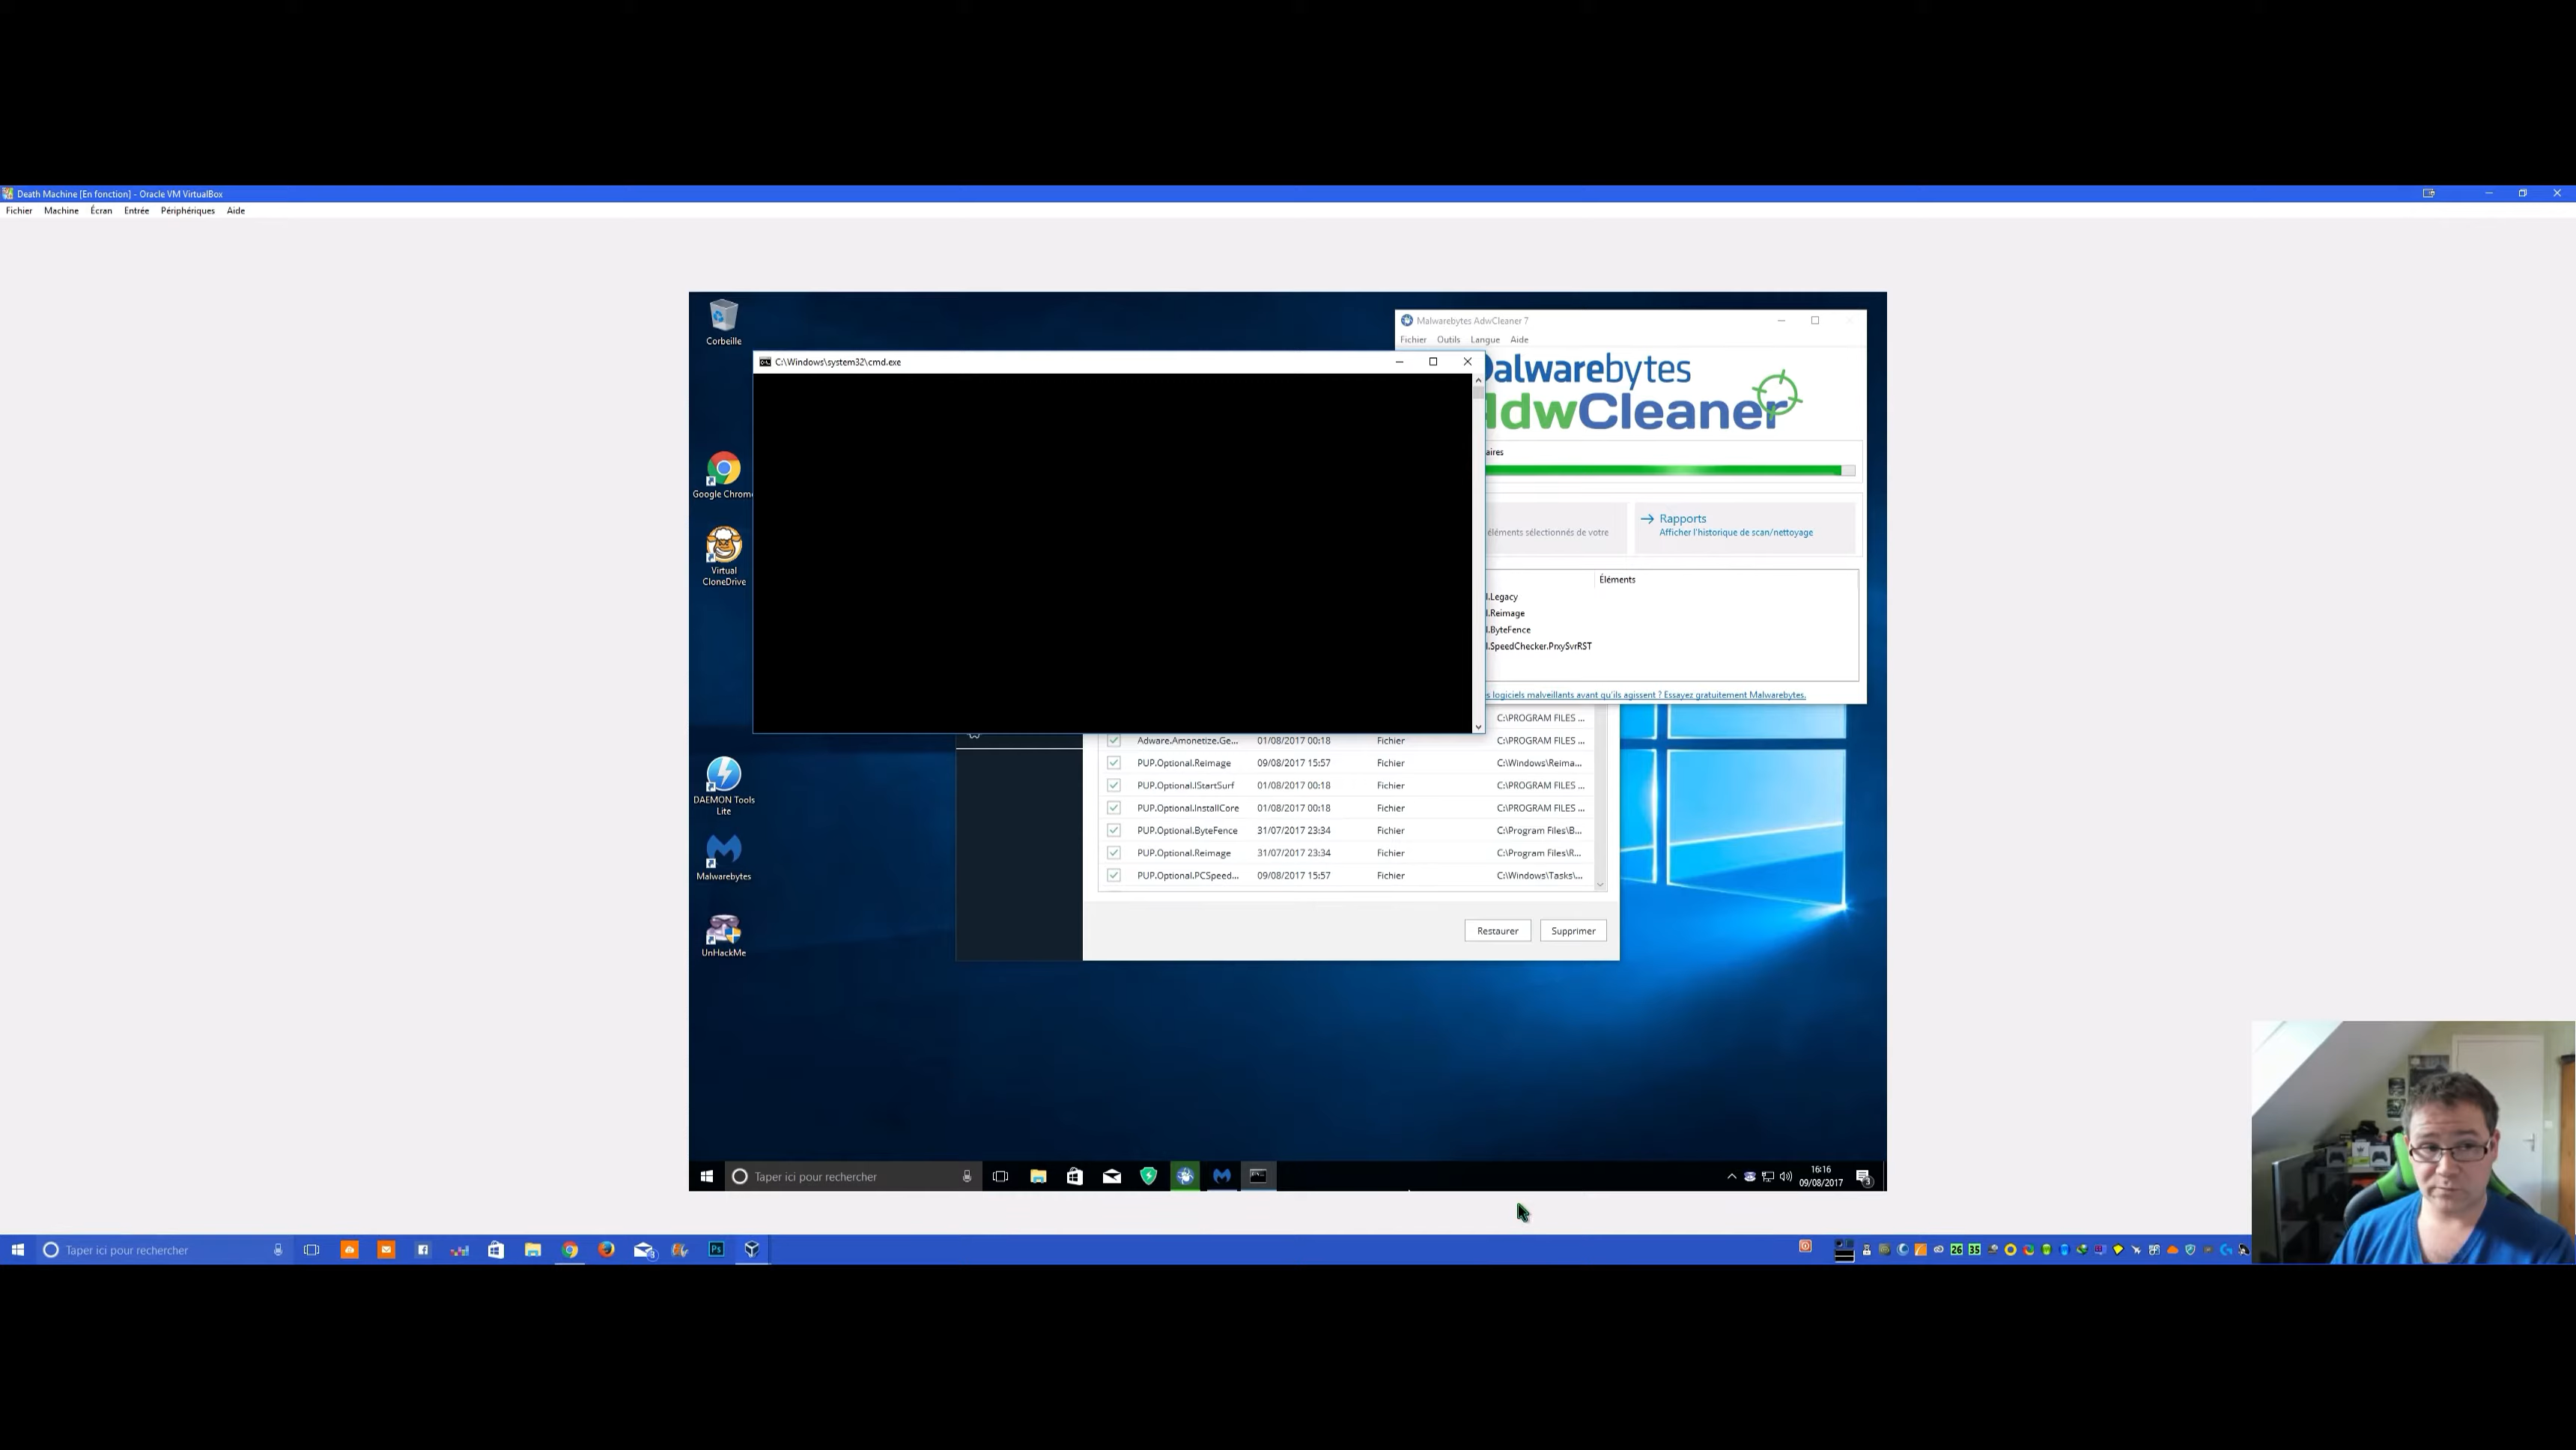 Death Machine [En fonction] - Oracle VM VirtualBox
Fichier Machine Écran Entrée Périphériques Aide
Corbeille
Malwarebytes AdwCleaner 7
Fichier Outils Langue Aide
C:\Windows\system32\cmd.exe
alwarebytes
dwCleaner
aires
Google Chrom
Rapports
éléments sélectionnés de votre
Afficher l'historique de scan/nettoyage
Virtual
CloneDrive
Éléments
l.Legacy
l.Reimage
l.ByteFence
l.SpeedChecker.PrxySvrRST
s logiciels malveillants avant qu'ils agissent ? Essayez gratuitement Malwarebytes.
C:\PROGRAM FILES ...
Adware.Amonetize.Ge... 01/08/2017 00:18 Fichier C:\PROGRAM FILES ...
PUP.Optional.Reimage 09/08/2017 15:57 Fichier C:\Windows\Reima...
PUP.Optional.IStartSurf 01/08/2017 00:18 Fichier C:\PROGRAM FILES ...
PUP.Optional.InstallCore 01/08/2017 00:18 Fichier C:\PROGRAM FILES ...
PUP.Optional.ByteFence 31/07/2017 23:34 Fichier C:\Program Files\B...
PUP.Optional.Reimage 31/07/2017 23:34 Fichier C:\Program Files\R...
PUP.Optional.PCSpeed... 09/08/2017 15:57 Fichier C:\Windows\Tasks\...
DAEMON Tools
Lite
Malwarebytes
UnHackMe
Restaurer Supprimer
Taper ici pour rechercher
16:16
09/08/2017
3
Taper ici pour rechercher
Ps
26 35